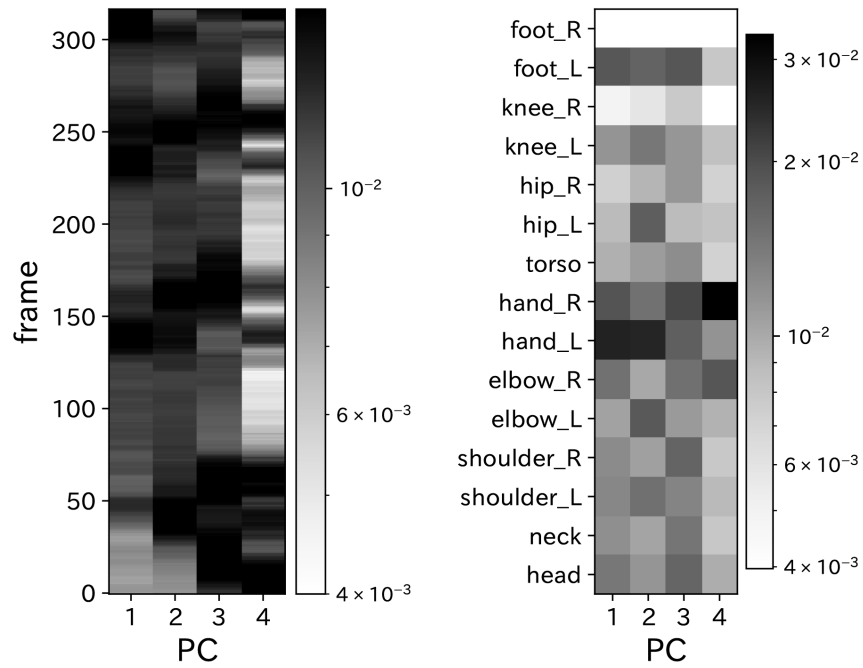 300
250
200
150
100
50
0
frame
1 2 3 4
PC
10⁻²
6 × 10⁻³
4 × 10⁻³
foot_R
foot_L
knee_R
knee_L
hip_R
hip_L
torso
hand_R
hand_L
elbow_R
elbow_L
shoulder_R
shoulder_L
neck
head
1 2 3 4
PC
3 × 10⁻²
2 × 10⁻²
10⁻²
6 × 10⁻³
4 × 10⁻³